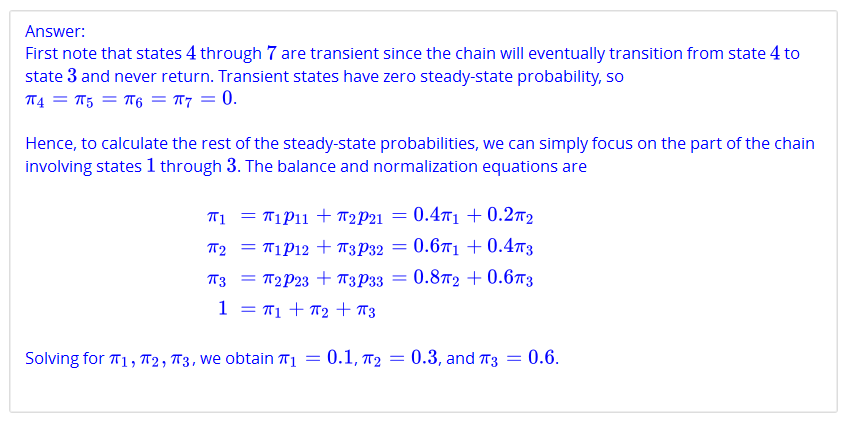 Answer:
First note that states 4 through 7 are transient since the chain will eventually transition from state 4 to
state 3 and never return. Transient states have zero steady-state probability, so
π₄ = π₅ = π₆ = π₇ = 0.
Hence, to calculate the rest of the steady-state probabilities, we can simply focus on the part of the chain
involving states 1 through 3. The balance and normalization equations are
π₁ = π₁p₁₁ + π₂p₂₁ = 0.4π₁ + 0.2π₂
π₂ = π₁p₁₂ + π₃p₃₂ = 0.6π₁ + 0.4π₃
π₃ = π₂p₂₃ + π₃p₃₃ = 0.8π₂ + 0.6π₃
1 = π₁ + π₂ + π₃
Solving for π₁, π₂, π₃, we obtain π₁ = 0.1, π₂ = 0.3, and π₃ = 0.6.